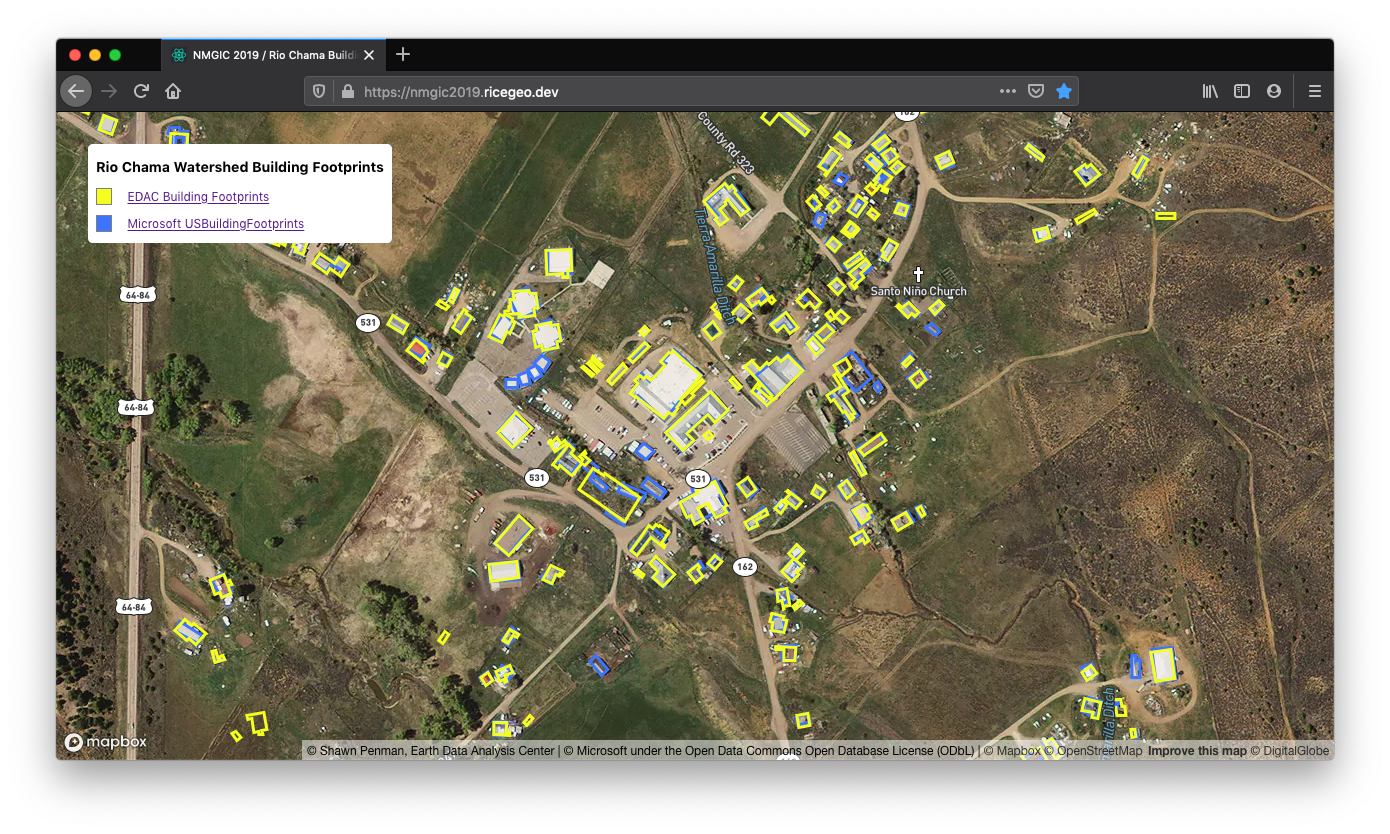 NMGIC 2019 / Rio Chama Buildi
https://nmgic2019.ricegeo.dev
162
County Rd 323
Rio Chama Watershed Building Footprints
EDAC Building Footprints
Microsoft USBuildingFootprints
Tierra Amarilla Ditch
Santo Niño Church
64-84
531
64-84
531
531
162
64-84
mapbox
© Shawn Penman, Earth Data Analysis Center | © Microsoft under the Open Data Commons Open Database License (ODbL) | © Mapbox © OpenStreetMap Improve this map © DigitalGlobe